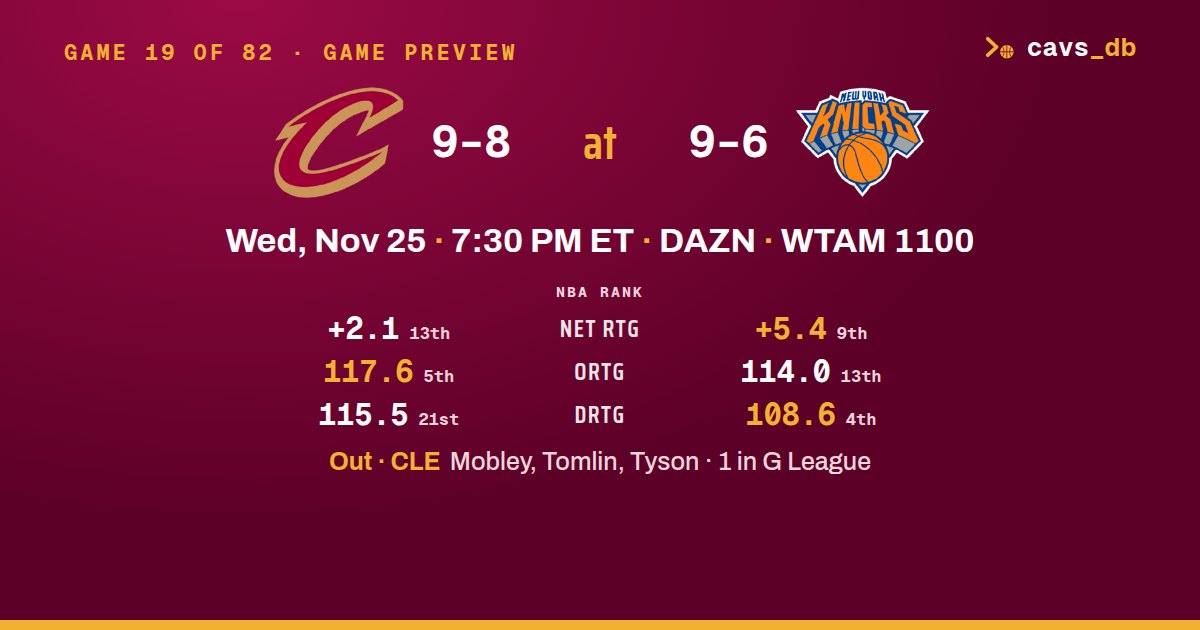 GAME 19 OF 82 · GAME PREVIEW
cavs_db
9–8 at 9–6
NEW YORK
KNICKS
Wed, Nov 25 · 7:30 PM ET · DAZN · WTAM 1100
NBA RANK
+2.1 13th NET RTG +5.4 9th
117.6 5th ORTG 114.0 13th
115.5 21st DRTG 108.6 4th
Out · CLE Mobley, Tomlin, Tyson · 1 in G League